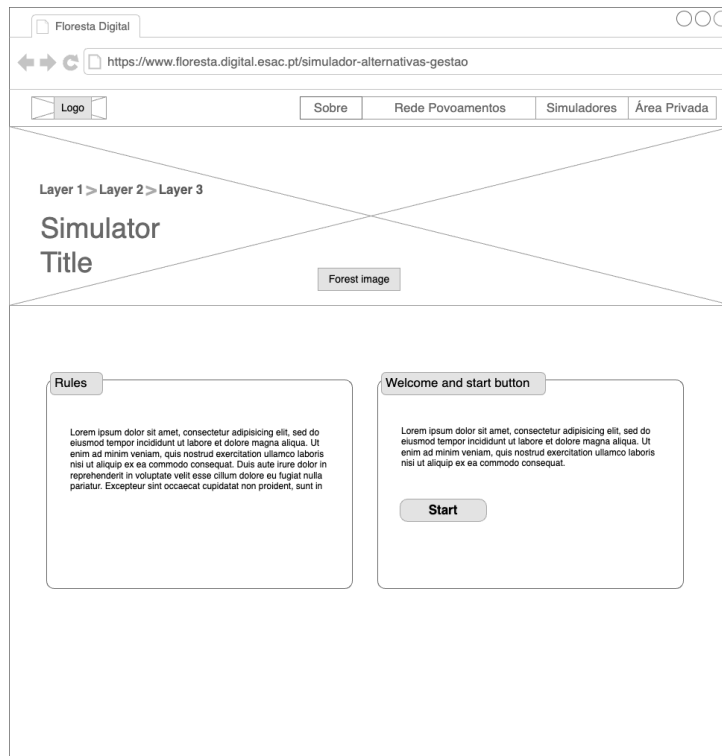 Floresta Digital
https://www.floresta.digital.esac.pt/simulador-alternativas-gestao
Logo
Sobre
Rede Povoamentos
Simuladores
Área Privada
Layer 1 > Layer 2 > Layer 3
Simulator
Title
Forest image
Rules
Lorem ipsum dolor sit amet, consectetur adipisicing elit, sed do
eiusmod tempor incididunt ut labore et dolore magna aliqua. Ut
enim ad minim veniam, quis nostrud exercitation ullamco laboris
nisi ut aliquip ex ea commodo consequat. Duis aute irure dolor in
reprehenderit in voluptate velit esse cillum dolore eu fugiat nulla
pariatur. Excepteur sint occaecat cupidatat non proident, sunt in
Welcome and start button
Lorem ipsum dolor sit amet, consectetur adipisicing elit, sed do
eiusmod tempor incididunt ut labore et dolore magna aliqua. Ut
enim ad minim veniam, quis nostrud exercitation ullamco laboris
nisi ut aliquip ex ea commodo consequat.
Start